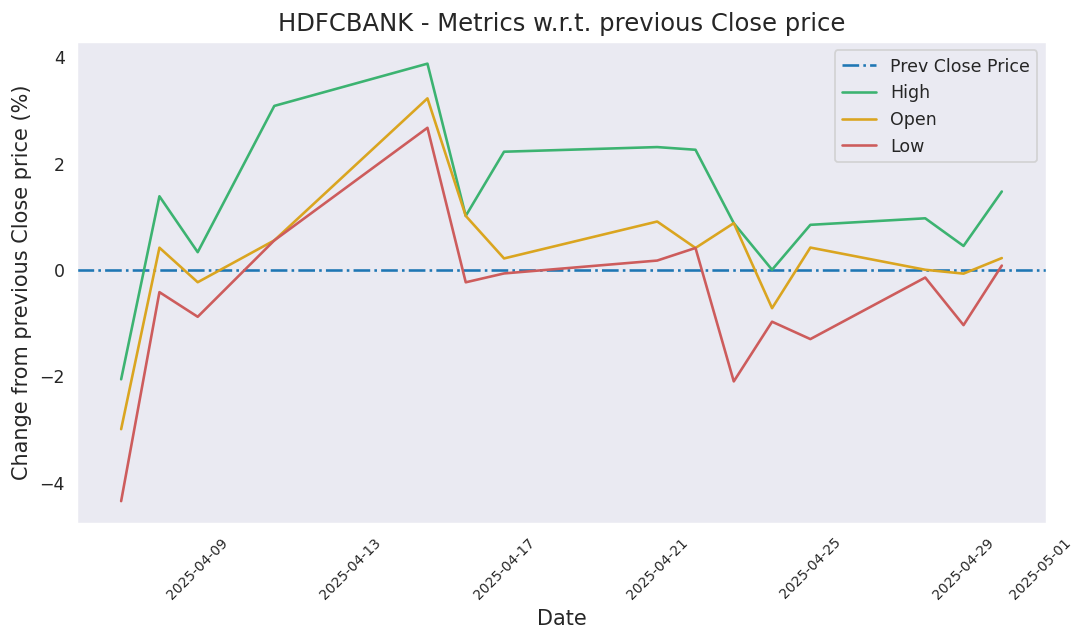 HDFCBANK - Metrics w.r.t. previous Close price
Change from previous Close price (%)
4
2
0
−2
−4
Prev Close Price
High
Open
Low
2025-04-09
2025-04-13
2025-04-17
2025-04-21
2025-04-25
2025-04-29
2025-05-01
Date